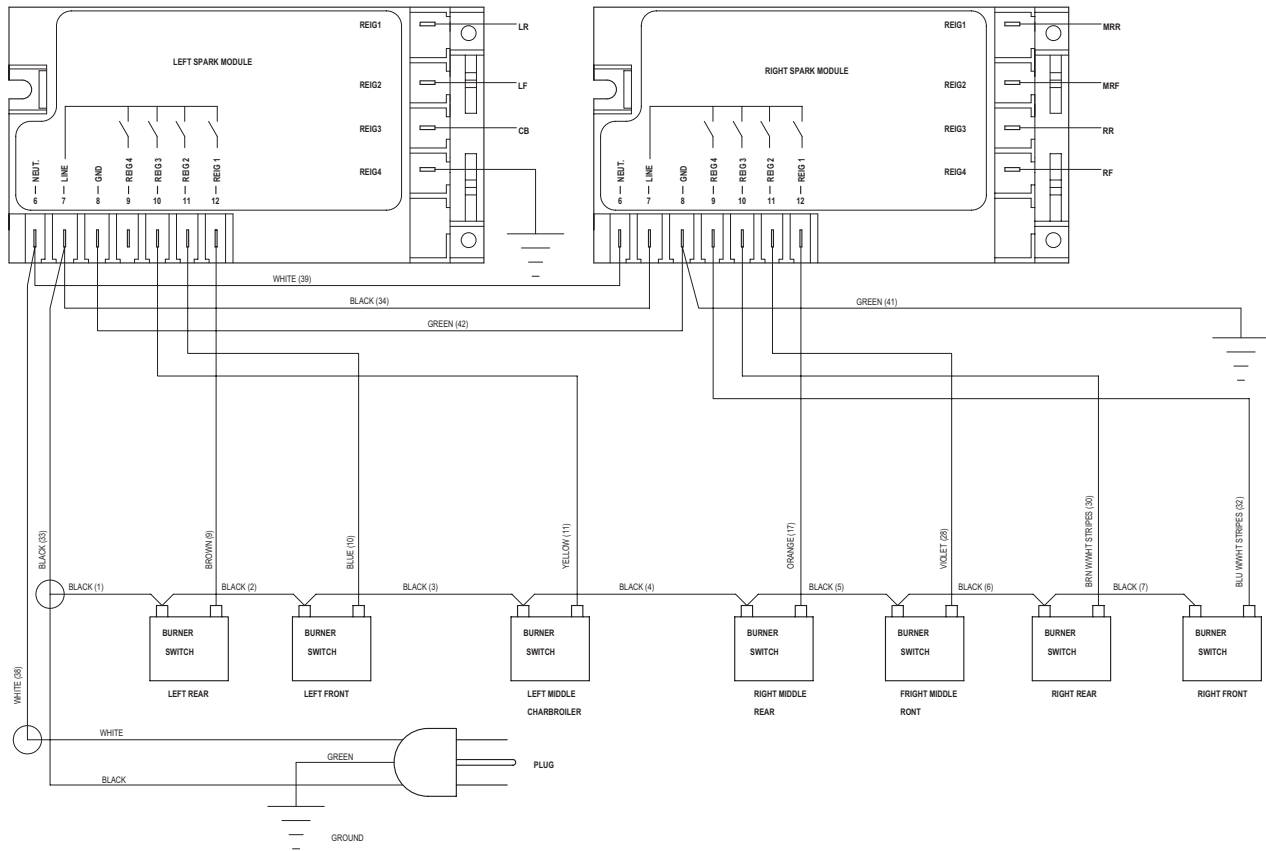 REIG1
LR
LEFT SPARK MODULE
REIG2
LF
REIG3
CB
REIG4
NEUT.
LINE
GND
REIG 4
REIG 3
REIG 2
REIG 1
6
7
8
9
10
11
12
REIG1
MRR
RIGHT SPARK MODULE
REIG2
MRF
REIG3
RR
REIG4
RF
NEUT.
LINE
GND
REIG 4
REIG 3
REIG 2
REIG 1
6
7
8
9
10
11
12
WHITE (39)
BLACK (34)
GREEN (41)
GREEN (42)
BLACK (33)
BROWN (9)
BLUE (10)
YELLOW (11)
ORANGE (17)
VIOLET (28)
BRN W/WHT STRIPES (30)
BLU W/WHT STRIPES (32)
BLACK (1)
BLACK (2)
BLACK (3)
BLACK (4)
BLACK (5)
BLACK (6)
BLACK (7)
BURNER
SWITCH
LEFT REAR
BURNER
SWITCH
LEFT FRONT
BURNER
SWITCH
LEFT MIDDLE
CHARBROILER
BURNER
SWITCH
RIGHT MIDDLE
REAR
BURNER
SWITCH
FRIGHT MIDDLE
RONT
BURNER
SWITCH
RIGHT REAR
BURNER
SWITCH
RIGHT FRONT
WHITE (38)
WHITE
GREEN
PLUG
BLACK
GROUND